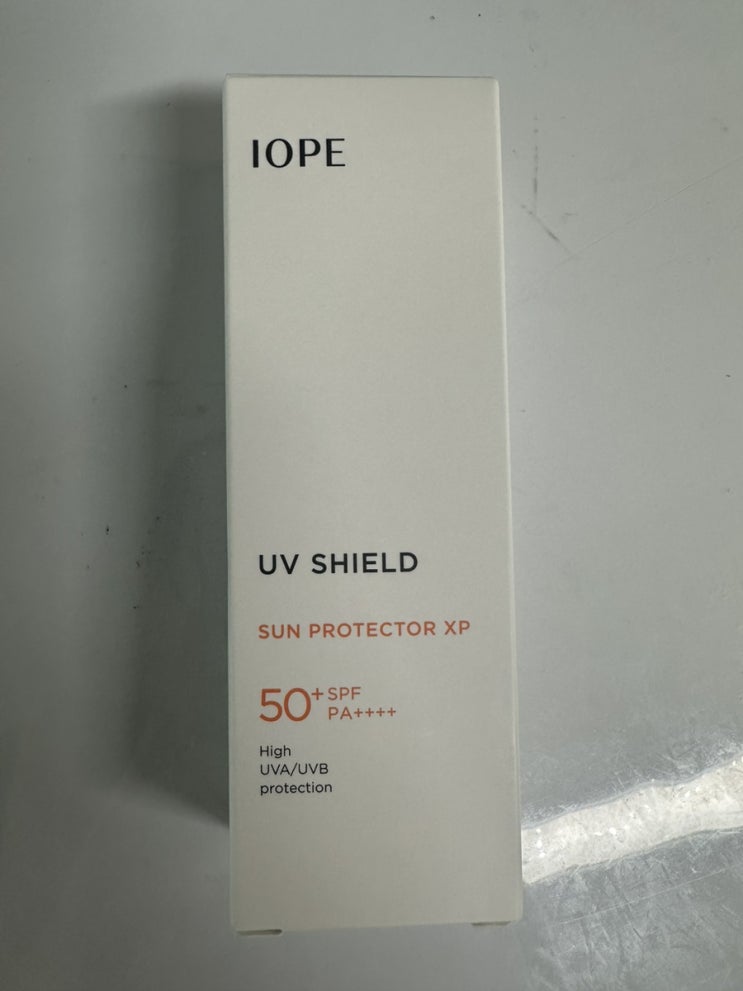 IOPE
UV SHIELD
SUN PROTECTOR XP
50+ SPF
PA++++
High
UVA/UVB
protection